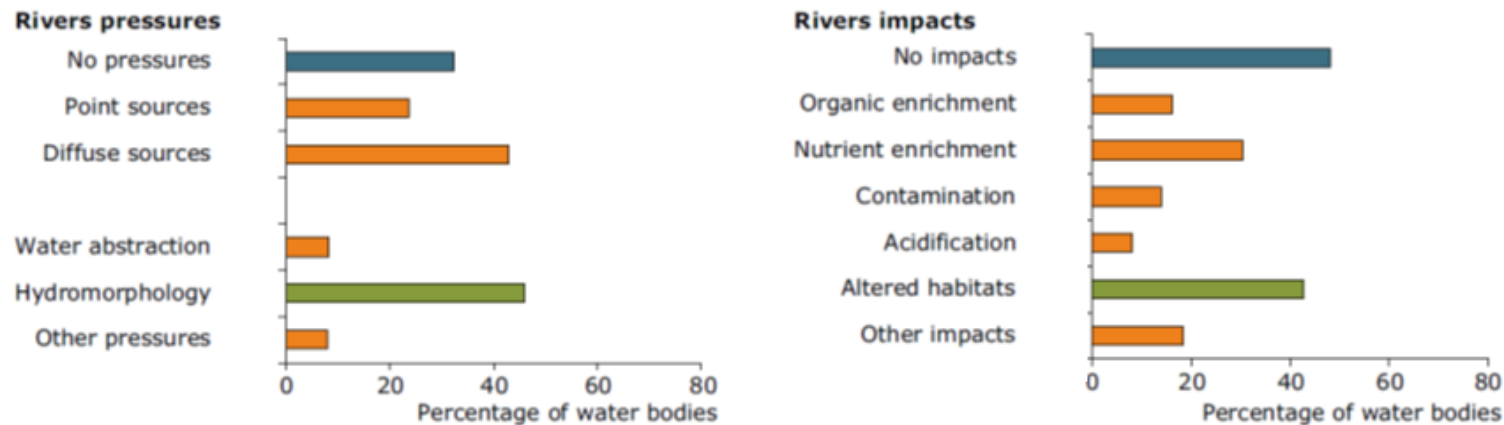 Rivers pressures
No pressures
Point sources
Diffuse sources
Water abstraction
Hydromorphology
Other pressures
0 20 40 60 80
Percentage of water bodies
Rivers impacts
No impacts
Organic enrichment
Nutrient enrichment
Contamination
Acidification
Altered habitats
Other impacts
0 20 40 60 80
Percentage of water bodies